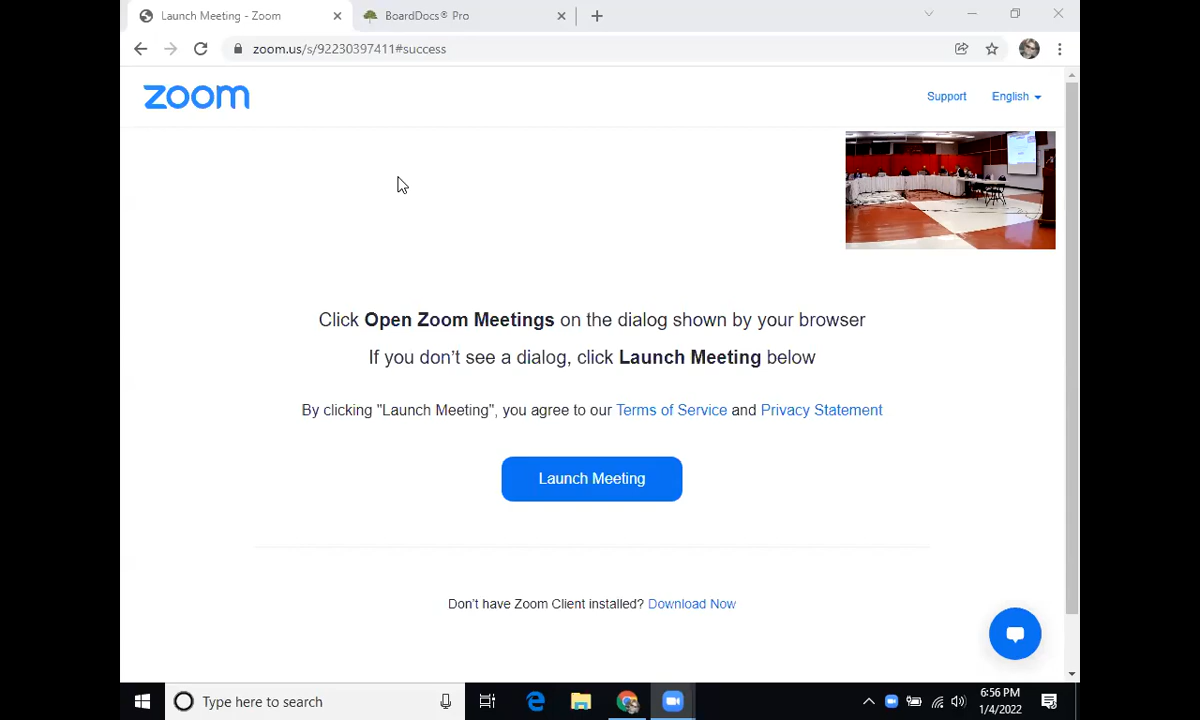 Launch Meeting - Zoom
BoardDocs® Pro
zoom.us/s/92230397411#success
zoom
Support
English
Click Open Zoom Meetings on the dialog shown by your browser
If you don't see a dialog, click Launch Meeting below
By clicking "Launch Meeting", you agree to our Terms of Service and Privacy Statement
Launch Meeting
Don't have Zoom Client installed? Download Now
Type here to search
6:56 PM
1/4/2022